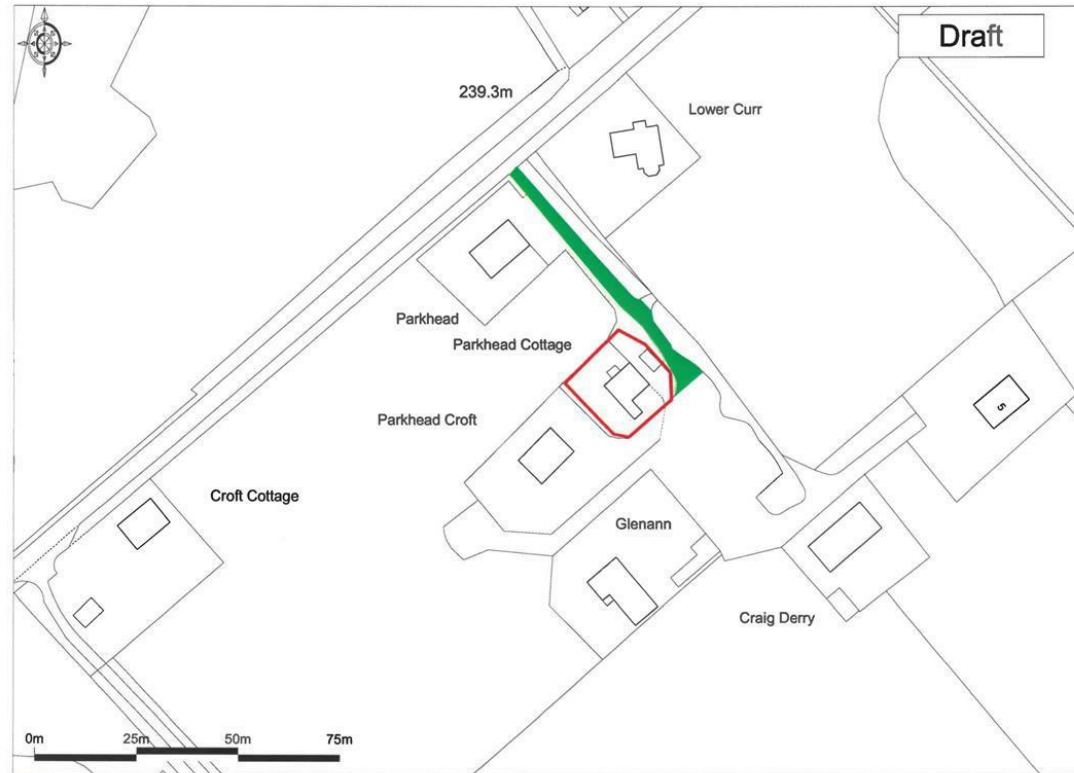 Draft
239.3m
Lower Curr
Parkhead
Parkhead Cottage
Parkhead Croft
5
Croft Cottage
Glenann
Craig Derry
0m 25m 50m 75m